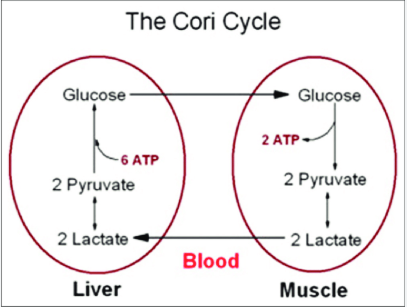 The Cori Cycle
Glucose
Glucose
6 ATP
2 ATP
2 Pyruvate
2 Pyruvate
2 Lactate
2 Lactate
Blood
Liver
Muscle